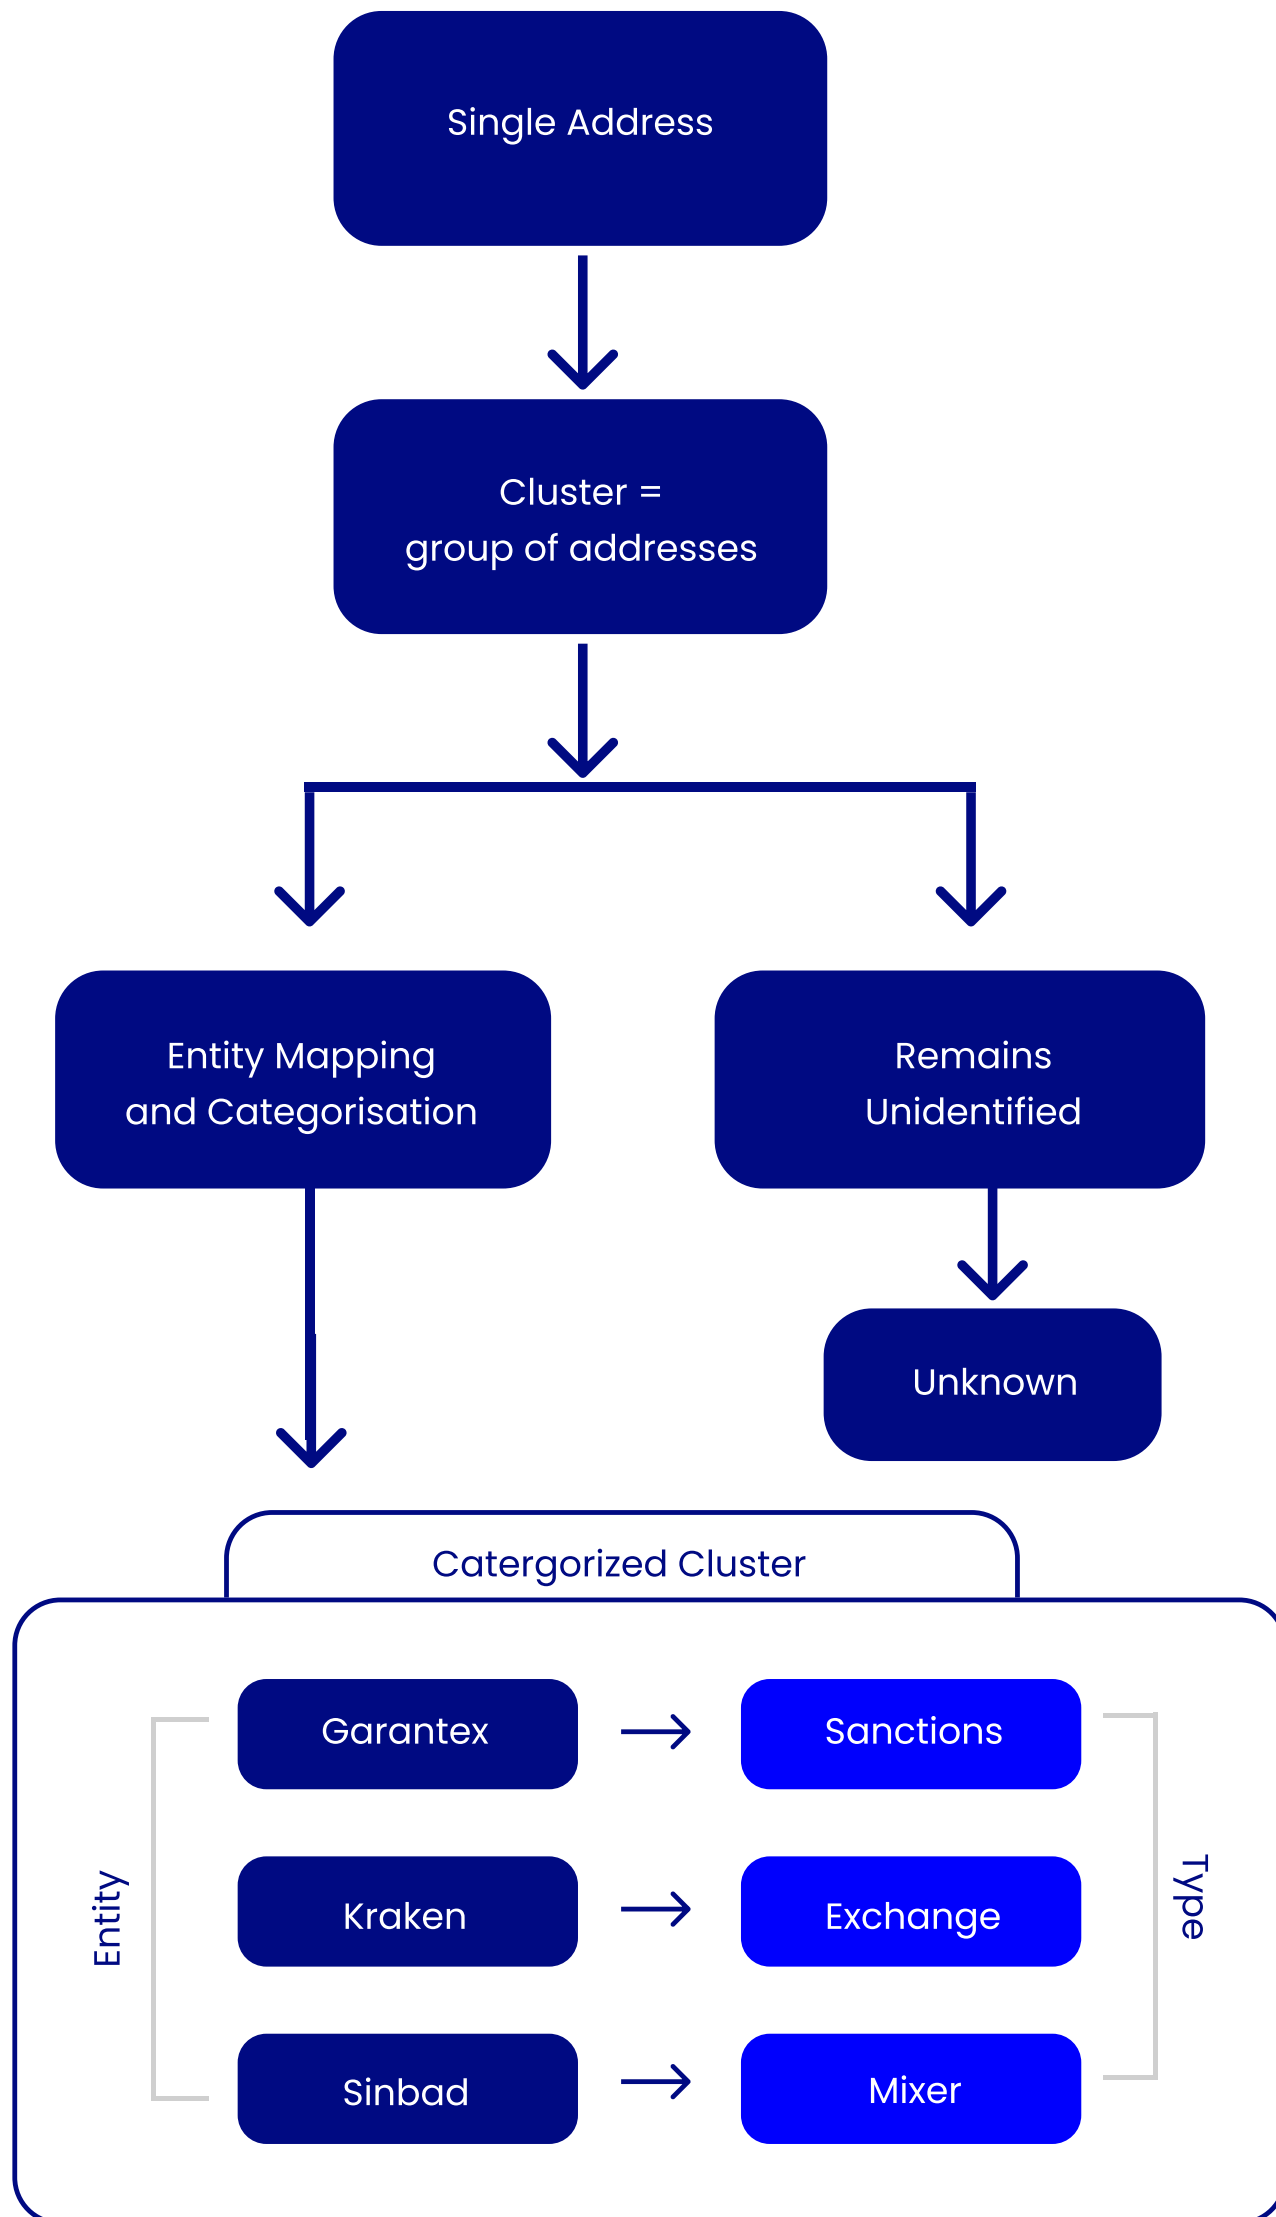 Single Address
Cluster =
group of addresses
Entity Mapping
and Categorisation
Remains
Unidentified
Unknown
Catergorized Cluster
Entity
Garantex
Sanctions
Kraken
Exchange
Sinbad
Mixer
Type